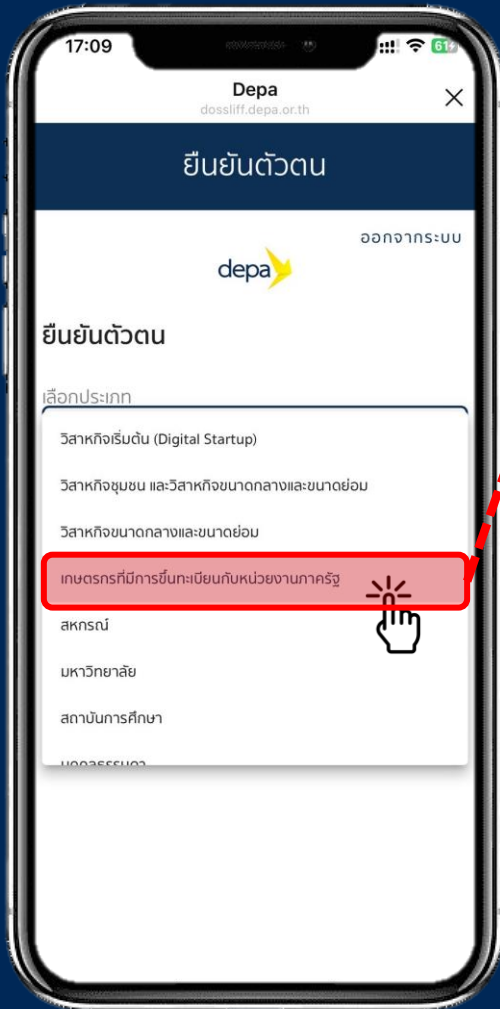 17:09
61
Depa
dossliff.depa.or.th
ยืนยันตัวตน
ออกจากระบบ
depa
ยืนยันตัวตน
เลือกประเภท
วิสาหกิจเริ่มต้น (Digital Startup)
วิสาหกิจชุมชน และวิสาหกิจขนาดกลางและขนาดย่อม
วิสาหกิจขนาดกลางและขนาดย่อม
เกษตรกรที่มีการขึ้นทะเบียนกับหน่วยงานภาครัฐ
สหกรณ์
มหาวิทยาลัย
สถาบันการศึกษา